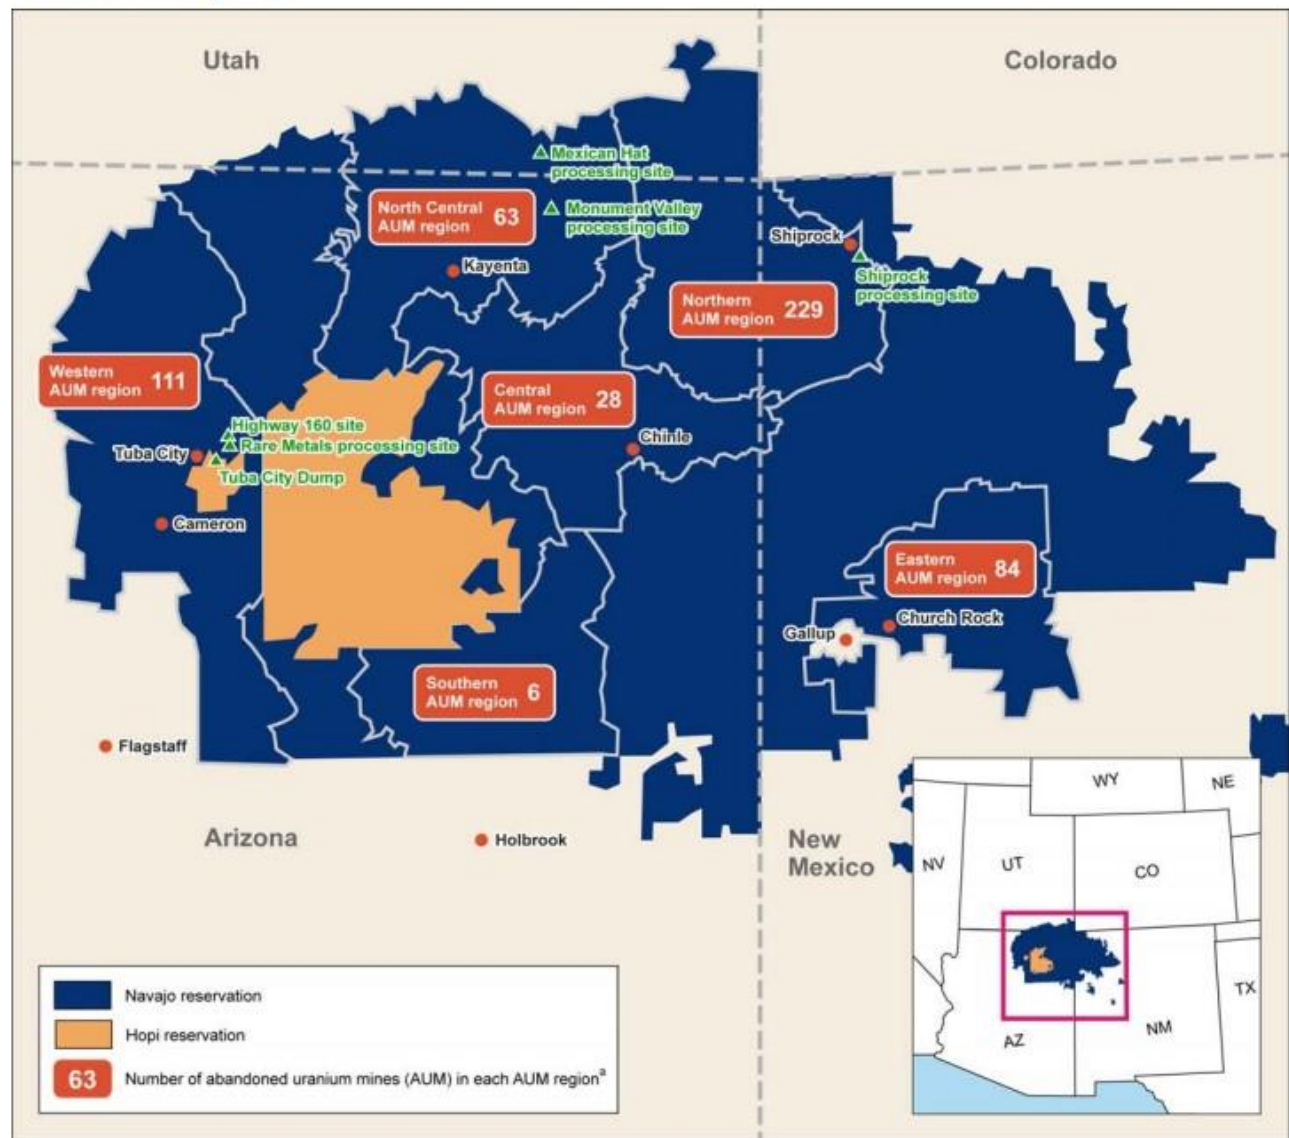 Utah
Colorado
Mexican Hat
processing site
North Central
AUM region 63
Monument Valley
processing site
Shiprock
Kayenta
Shiprock
processing site
Northern
AUM region 229
Western
AUM region 111
Central
AUM region 28
Highway 160 site
Rare Metals processing site
Tuba City
Tuba City Dump
Chinle
Cameron
Eastern
AUM region 84
Church Rock
Gallup
Southern
AUM region 6
Flagstaff
Arizona
Holbrook
New
Mexico
WY
NE
NV
UT
CO
TX
AZ
NM
Navajo reservation
Hopi reservation
63 Number of abandoned uranium mines (AUM) in each AUM regionᵃ